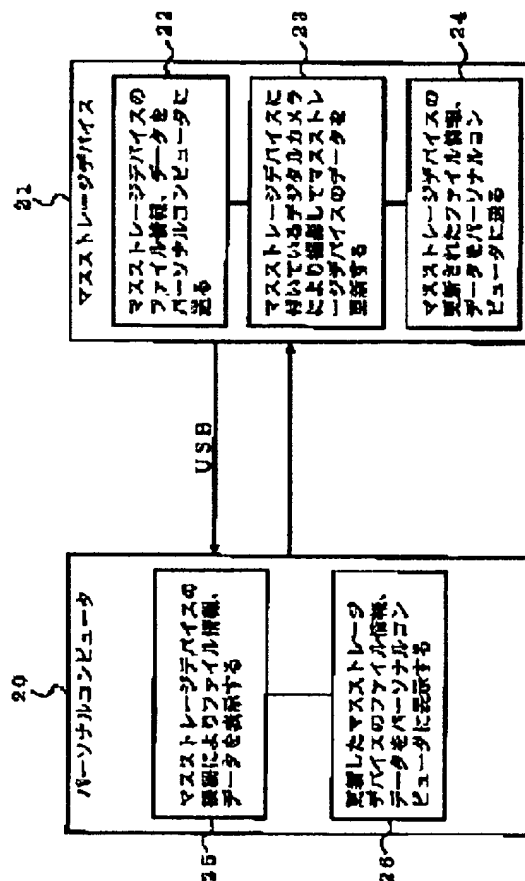 20
パーソナルコンピュータ
マスストレージデバイスの
接続によりファイル情報、
データを表示する
25
更新したマスストレージ
デバイスのファイル情報、
データをパーソナルコン
ピュータに表示する
26
USB
21
マスストレージデバイス
マスストレージデバイスの
ファイル情報、データを
パーソナルコンピュータに
送る
22
マスストレージデバイスに
付いているデジタルカメラ
により撮影してマスストレ
ージデバイスのデータを
更新する
23
マスストレージデバイスの
更新されたファイル情報、
データをパーソナルコン
ピュータに送る
24